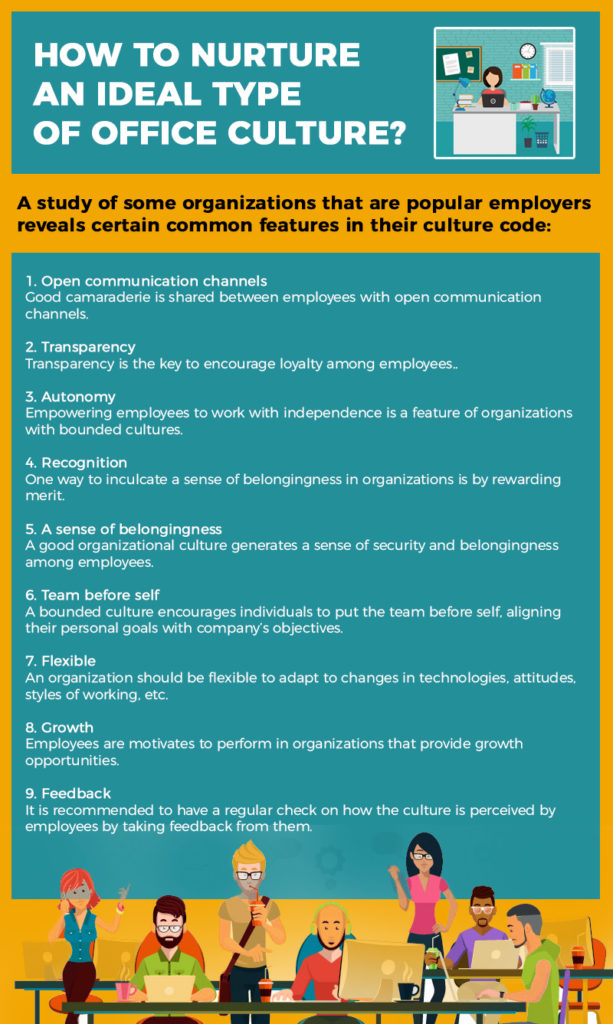 HOW TO NURTURE
AN IDEAL TYPE
OF OFFICE CULTURE?
A study of some organizations that are popular employers
reveals certain common features in their culture code:
1. Open communication channels
Good camaraderie is shared between employees with open communication
channels.
2. Transparency
Transparency is the key to encourage loyalty among employees..
3. Autonomy
Empowering employees to work with independence is a feature of organizations
with bounded cultures.
4. Recognition
One way to inculcate a sense of belongingness in organizations is by rewarding
merit.
5. A sense of belongingness
A good organizational culture generates a sense of security and belongingness
among employees.
6. Team before self
A bounded culture encourages individuals to put the team before self, aligning
their personal goals with company's objectives.
7. Flexible
An organization should be flexible to adapt to changes in technologies, attitudes,
styles of working, etc.
8. Growth
Employees are motivates to perform in organizations that provide growth
opportunities.
9. Feedback
It is recommended to have a regular check on how the culture is perceived by
employees by taking feedback from them.